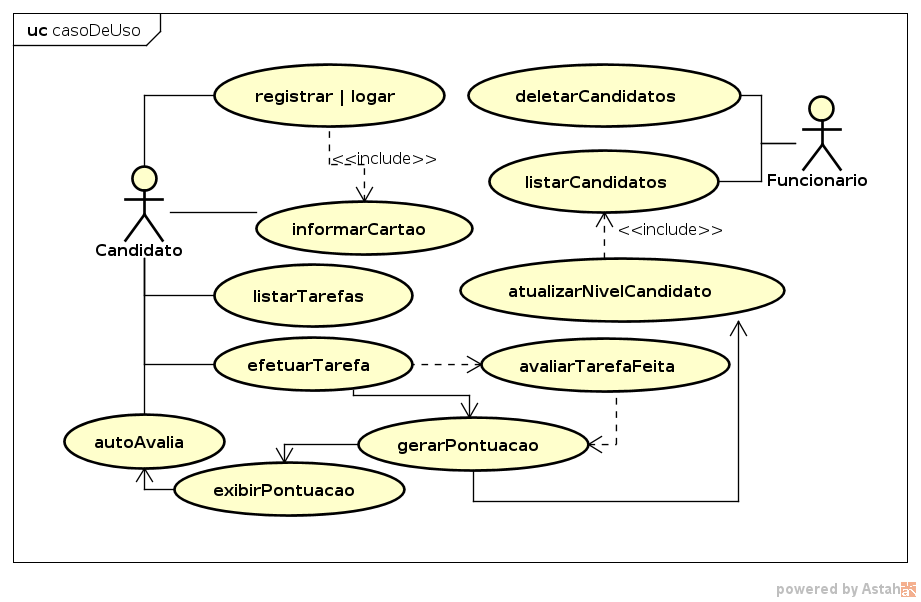 uc casoDeUso
registrar | logar
deletarCandidatos
<<include>>
listarCandidatos
Funcionario
informarCartao
<<include>>
Candidato
listarTarefas
atualizarNivelCandidato
efetuarTarefa
avaliarTarefaFeita
autoAvalia
gerarPontuacao
exibirPontuacao
powered by Astah